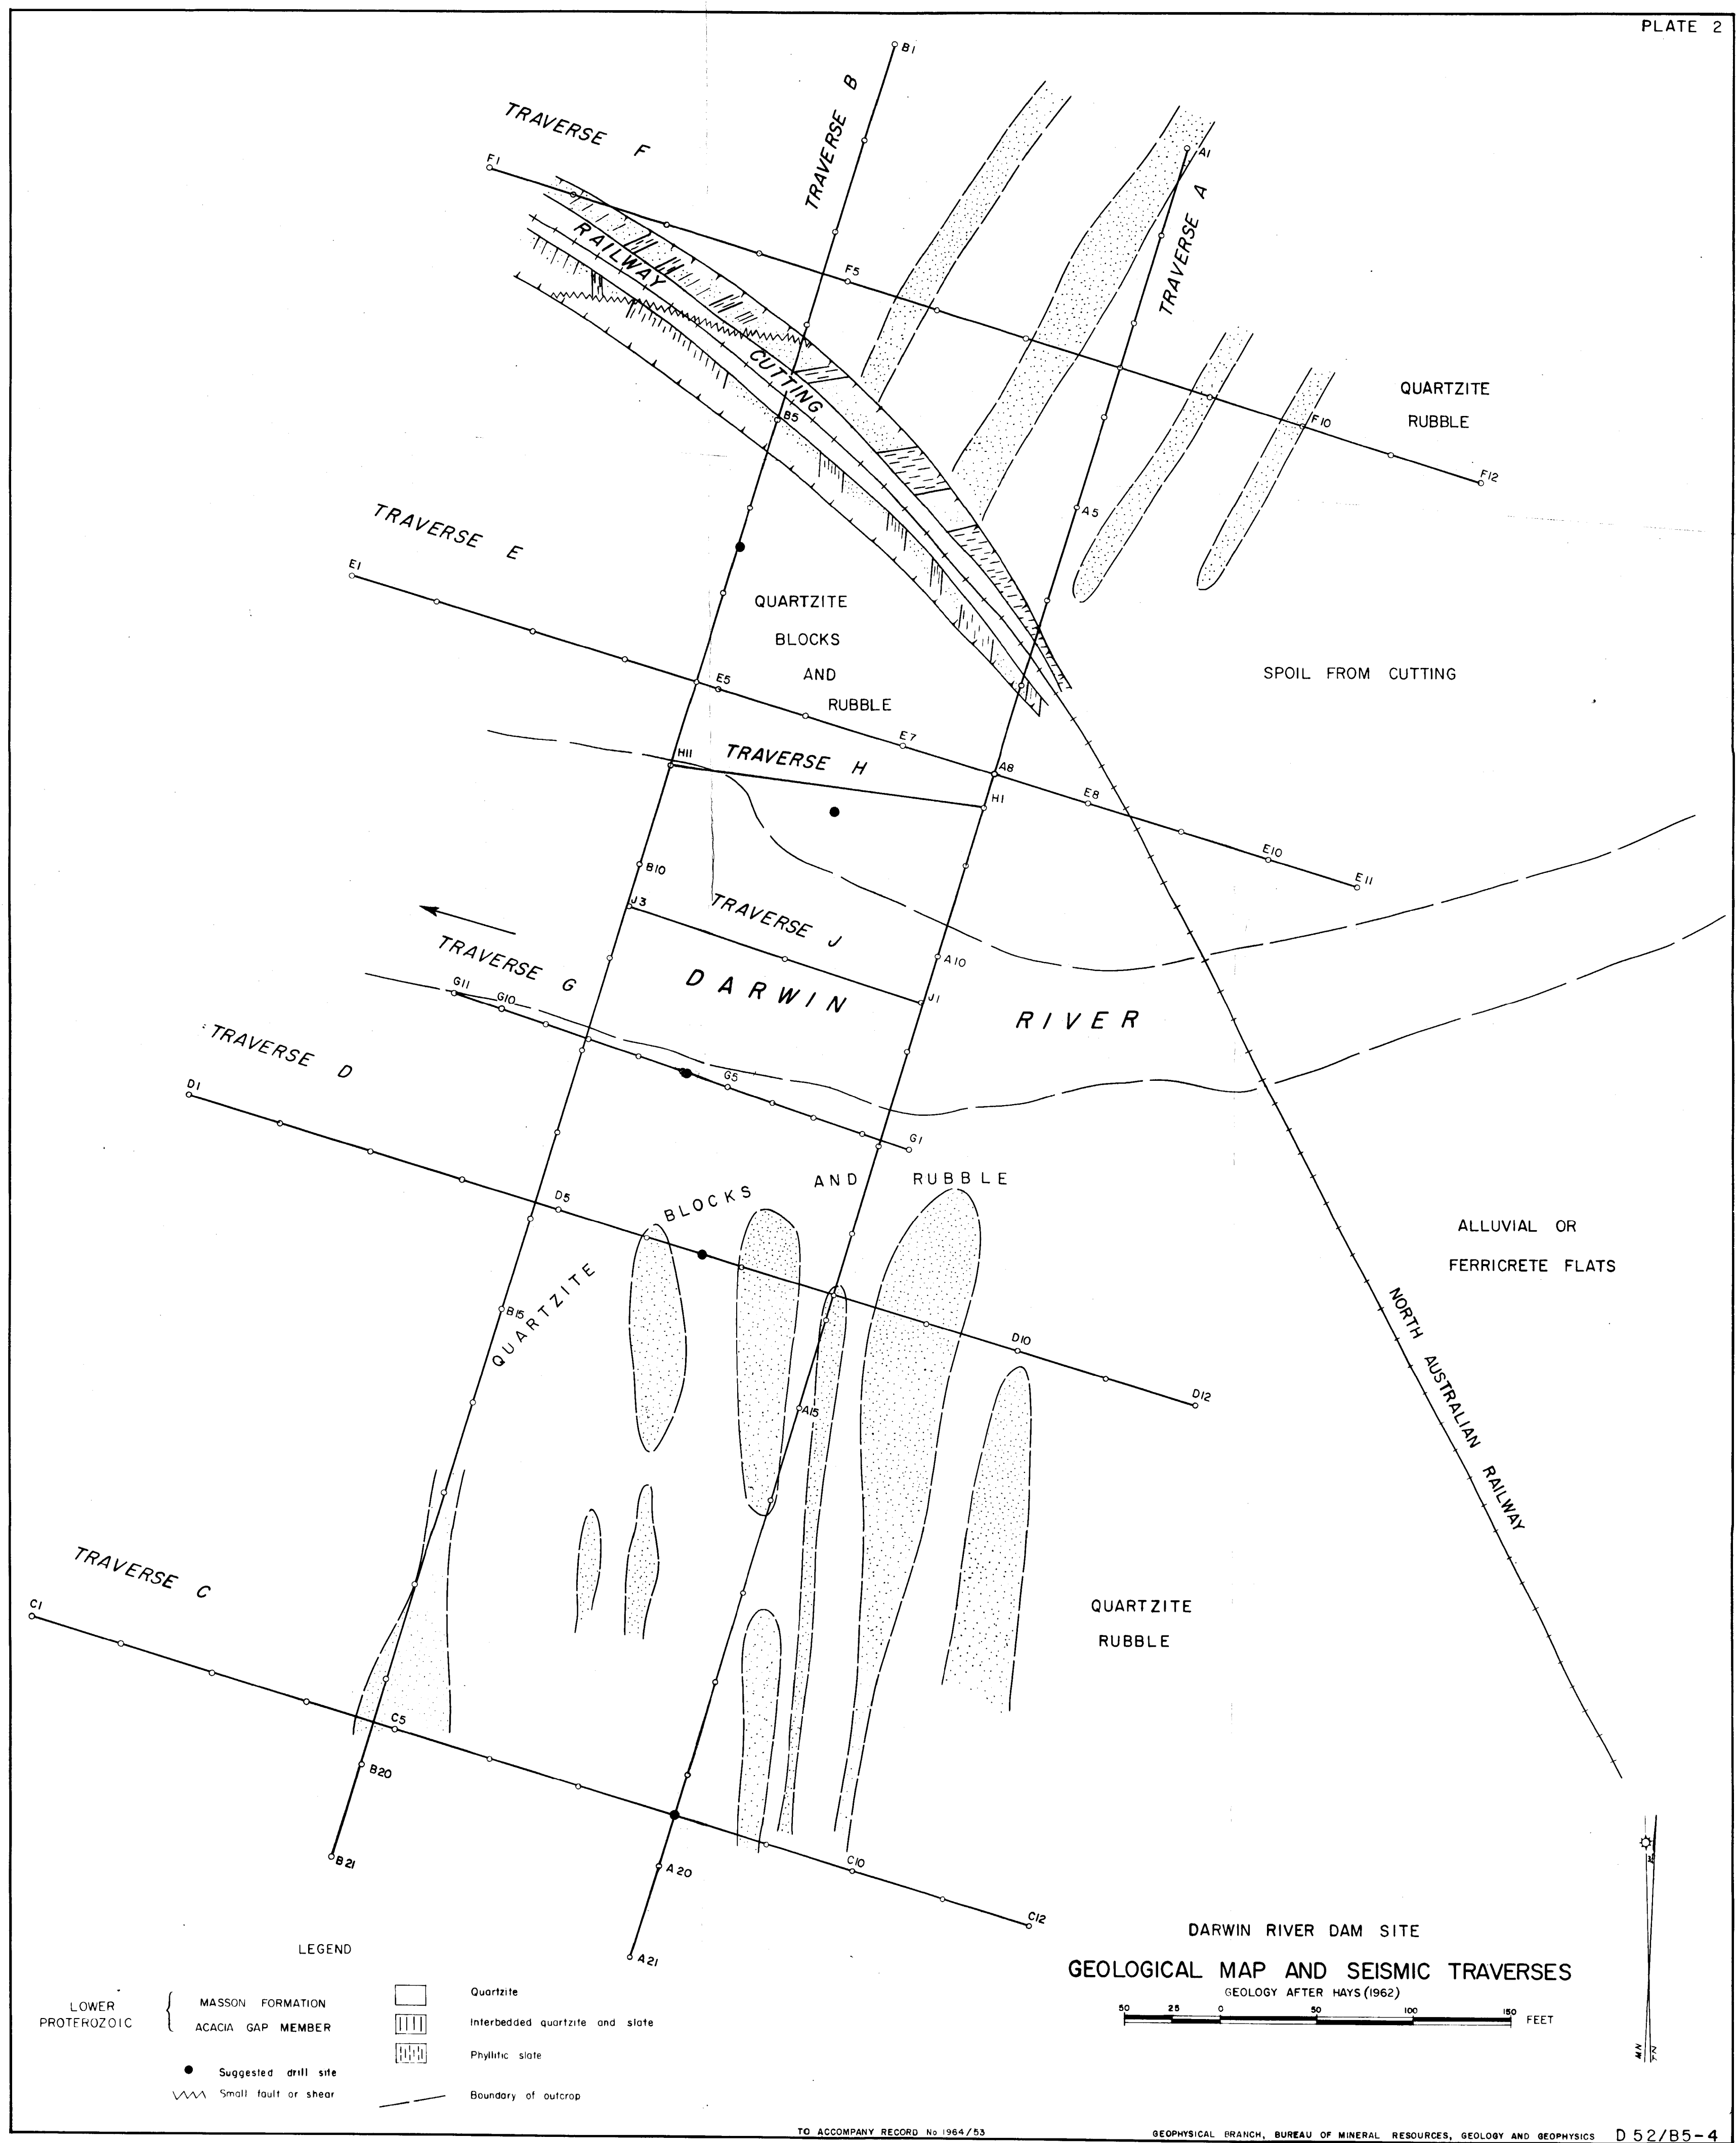 PLATE 2
B1
TRAVERSE B
TRAVERSE F
F1
A1
TRAVERSE A
RAILWAY
F5
CUTTING
QUARTZITE
RUBBLE
B5
F10
F12
A5
TRAVERSE E
E1
QUARTZITE
BLOCKS
AND
RUBBLE
SPOIL FROM CUTTING
E5
E7
H11
TRAVERSE H
A8
H1
E8
E10
E11
B10
J3
TRAVERSE J
TRAVERSE G
A10
G11
G10
DARWIN
J1
RIVER
TRAVERSE D
D1
G5
G1
D5
QUARTZITE BLOCKS AND RUBBLE
ALLUVIAL OR
FERRICRETE FLATS
B15
D10
D12
A15
NORTH AUSTRALIAN RAILWAY
TRAVERSE C
C1
QUARTZITE
RUBBLE
C5
B20
B21
A20
C10
C12
A21
DARWIN RIVER DAM SITE
GEOLOGICAL MAP AND SEISMIC TRAVERSES
GEOLOGY AFTER HAYS (1962)
50 25 0 50 100 150 FEET
MN TN
LEGEND
LOWER
PROTEROZOIC
MASSON FORMATION
ACACIA GAP MEMBER
Suggested drill site
Small fault or shear
Quartzite
Interbedded quartzite and slate
Phyllitic slate
Boundary of outcrop
TO ACCOMPANY RECORD No 1964/53
GEOPHYSICAL BRANCH, BUREAU OF MINERAL RESOURCES, GEOLOGY AND GEOPHYSICS D 52/B5-4